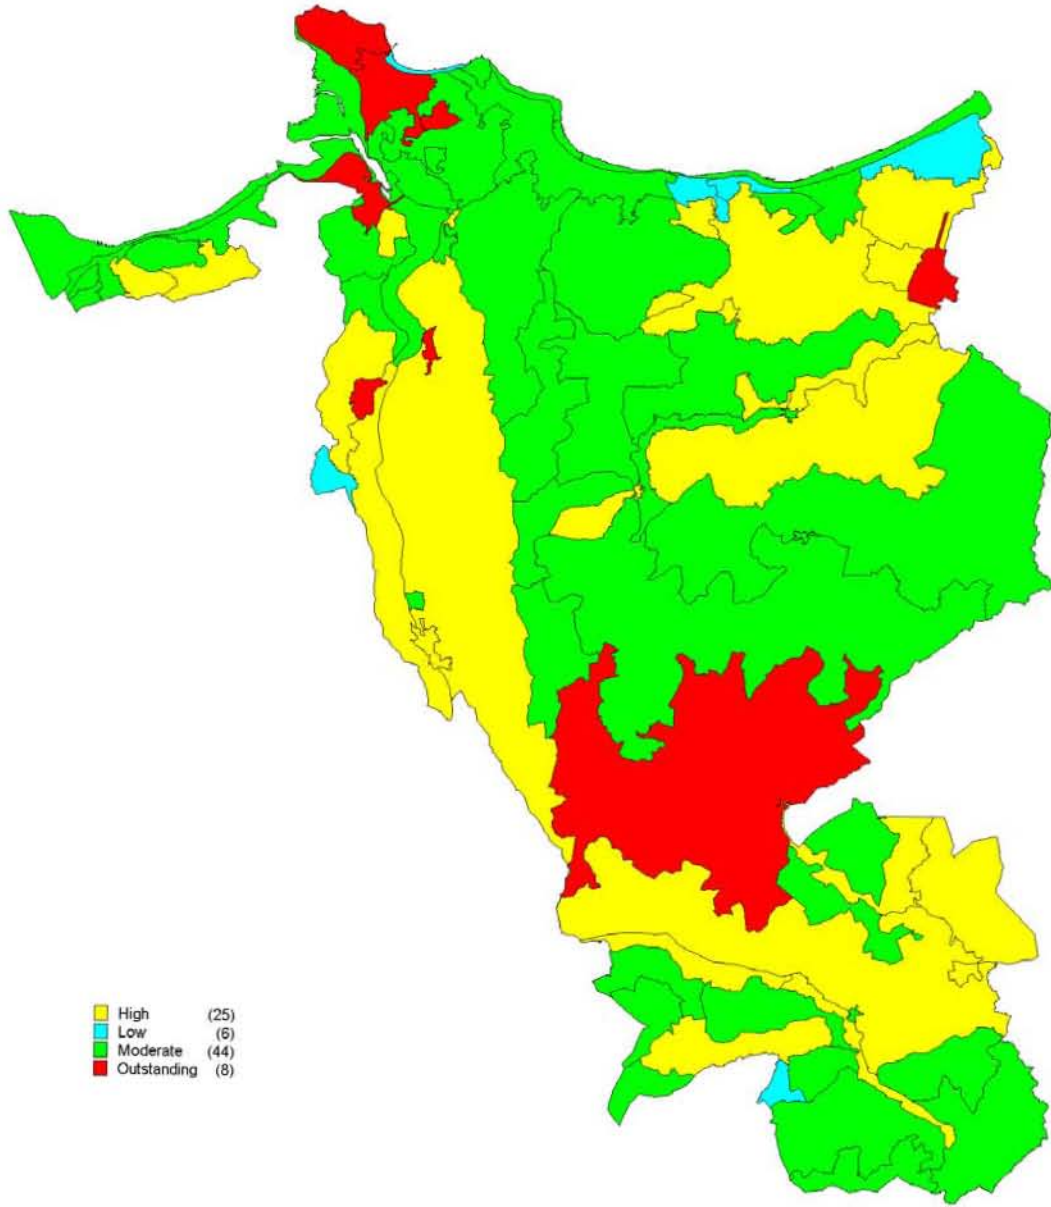 High (25)
Low (6)
Moderate (44)
Outstanding (8)